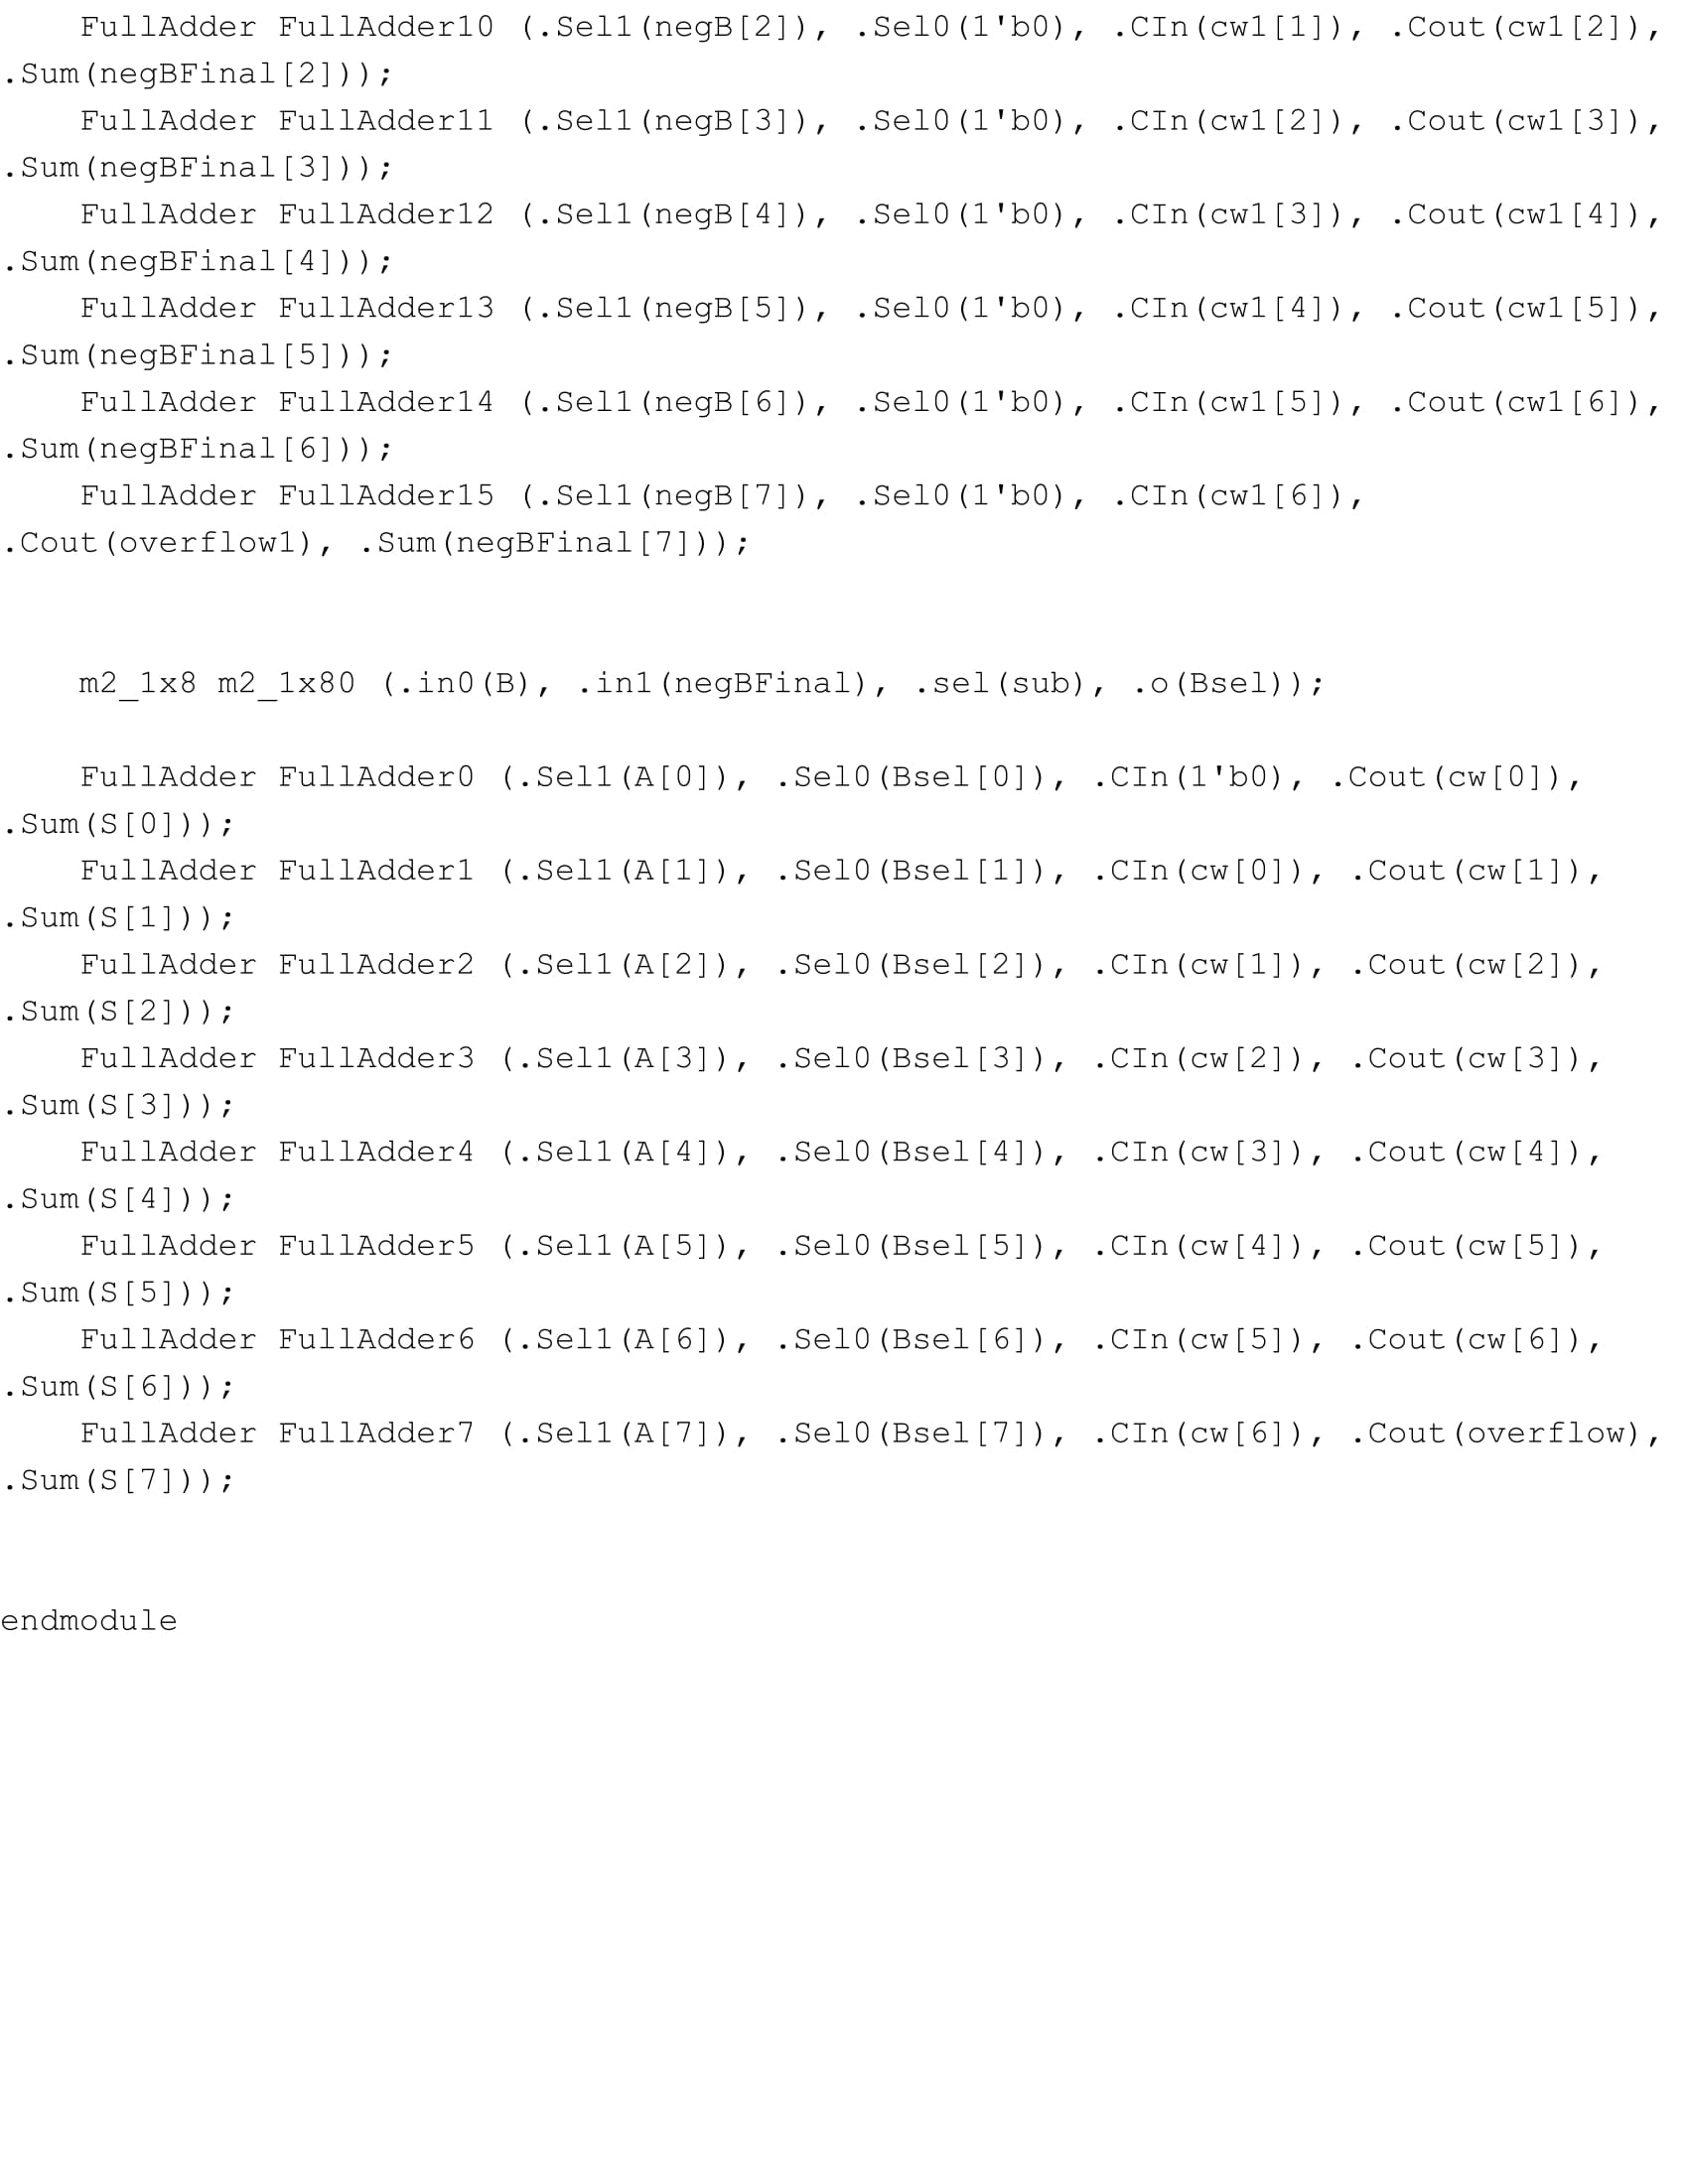 FullAdder FullAdder10 (.Sel1(negB[2]), .Sel0(1'b0), .CIn(cw1[1]), .Cout(cw1[2]),
.Sum(negBFinal[2]));
    FullAdder FullAdder11 (.Sel1(negB[3]), .Sel0(1'b0), .CIn(cw1[2]), .Cout(cw1[3]),
.Sum(negBFinal[3]));
    FullAdder FullAdder12 (.Sel1(negB[4]), .Sel0(1'b0), .CIn(cw1[3]), .Cout(cw1[4]),
.Sum(negBFinal[4]));
    FullAdder FullAdder13 (.Sel1(negB[5]), .Sel0(1'b0), .CIn(cw1[4]), .Cout(cw1[5]),
.Sum(negBFinal[5]));
    FullAdder FullAdder14 (.Sel1(negB[6]), .Sel0(1'b0), .CIn(cw1[5]), .Cout(cw1[6]),
.Sum(negBFinal[6]));
    FullAdder FullAdder15 (.Sel1(negB[7]), .Sel0(1'b0), .CIn(cw1[6]),
.Cout(overflow1), .Sum(negBFinal[7]));
    m2_1x8 m2_1x80 (.in0(B), .in1(negBFinal), .sel(sub), .o(Bsel));
    FullAdder FullAdder0 (.Sel1(A[0]), .Sel0(Bsel[0]), .CIn(1'b0), .Cout(cw[0]),
.Sum(S[0]));
    FullAdder FullAdder1 (.Sel1(A[1]), .Sel0(Bsel[1]), .CIn(cw[0]), .Cout(cw[1]),
.Sum(S[1]));
    FullAdder FullAdder2 (.Sel1(A[2]), .Sel0(Bsel[2]), .CIn(cw[1]), .Cout(cw[2]),
.Sum(S[2]));
    FullAdder FullAdder3 (.Sel1(A[3]), .Sel0(Bsel[3]), .CIn(cw[2]), .Cout(cw[3]),
.Sum(S[3]));
    FullAdder FullAdder4 (.Sel1(A[4]), .Sel0(Bsel[4]), .CIn(cw[3]), .Cout(cw[4]),
.Sum(S[4]));
    FullAdder FullAdder5 (.Sel1(A[5]), .Sel0(Bsel[5]), .CIn(cw[4]), .Cout(cw[5]),
.Sum(S[5]));
    FullAdder FullAdder6 (.Sel1(A[6]), .Sel0(Bsel[6]), .CIn(cw[5]), .Cout(cw[6]),
.Sum(S[6]));
    FullAdder FullAdder7 (.Sel1(A[7]), .Sel0(Bsel[7]), .CIn(cw[6]), .Cout(overflow),
.Sum(S[7]));
endmodule